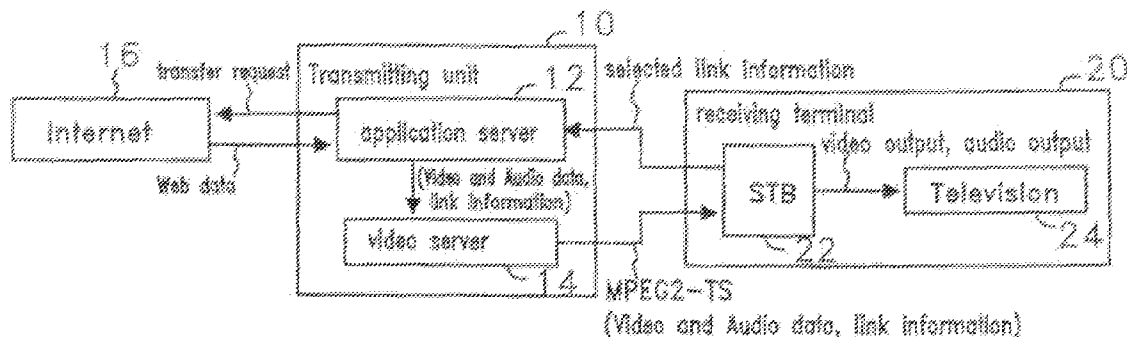 16
transfer request
Internet
Web data
10
Transmitting unit
12
application server
(Video and Audio data,
link information)
video server
14
selected link information
20
receiving terminal
video output, audio output
STB
22
Television
24
MPEG2-TS
(Video and Audio data, link information)